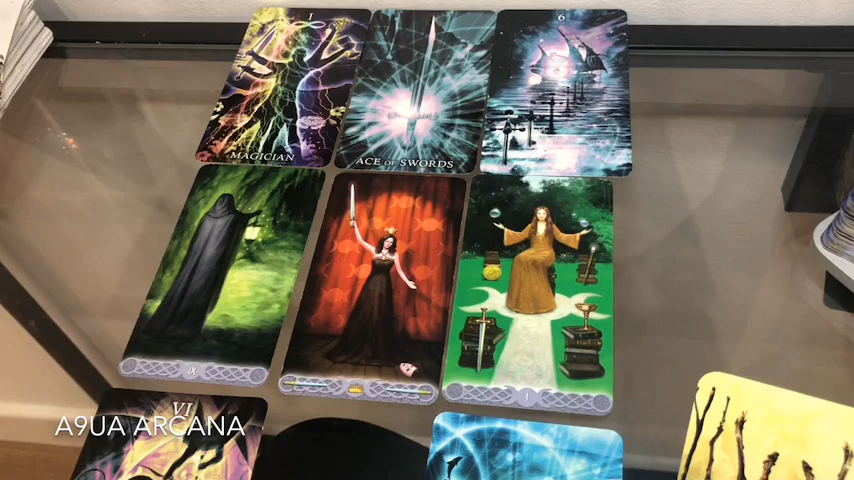 I
6
MAGICIAN
ACE OF SWORDS
IX
I
VI
A9UA ARCANA